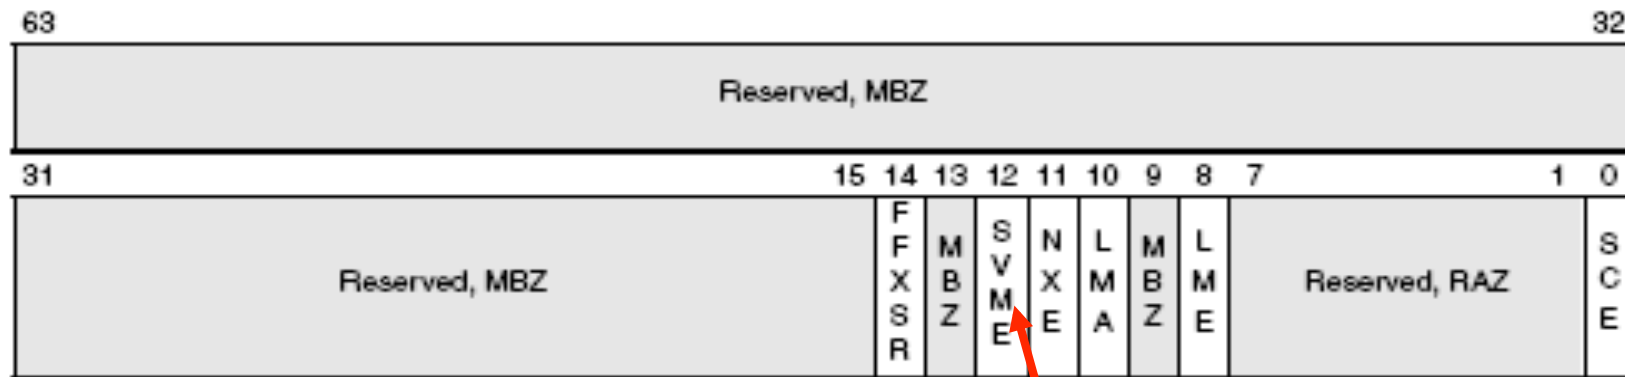 63 32
Reserved, MBZ
31 15 14 13 12 11 10 9 8 7 1 0
Reserved, MBZ FFXSR MBZ SVME NXE LMA MBZ LME Reserved, RAZ SCE